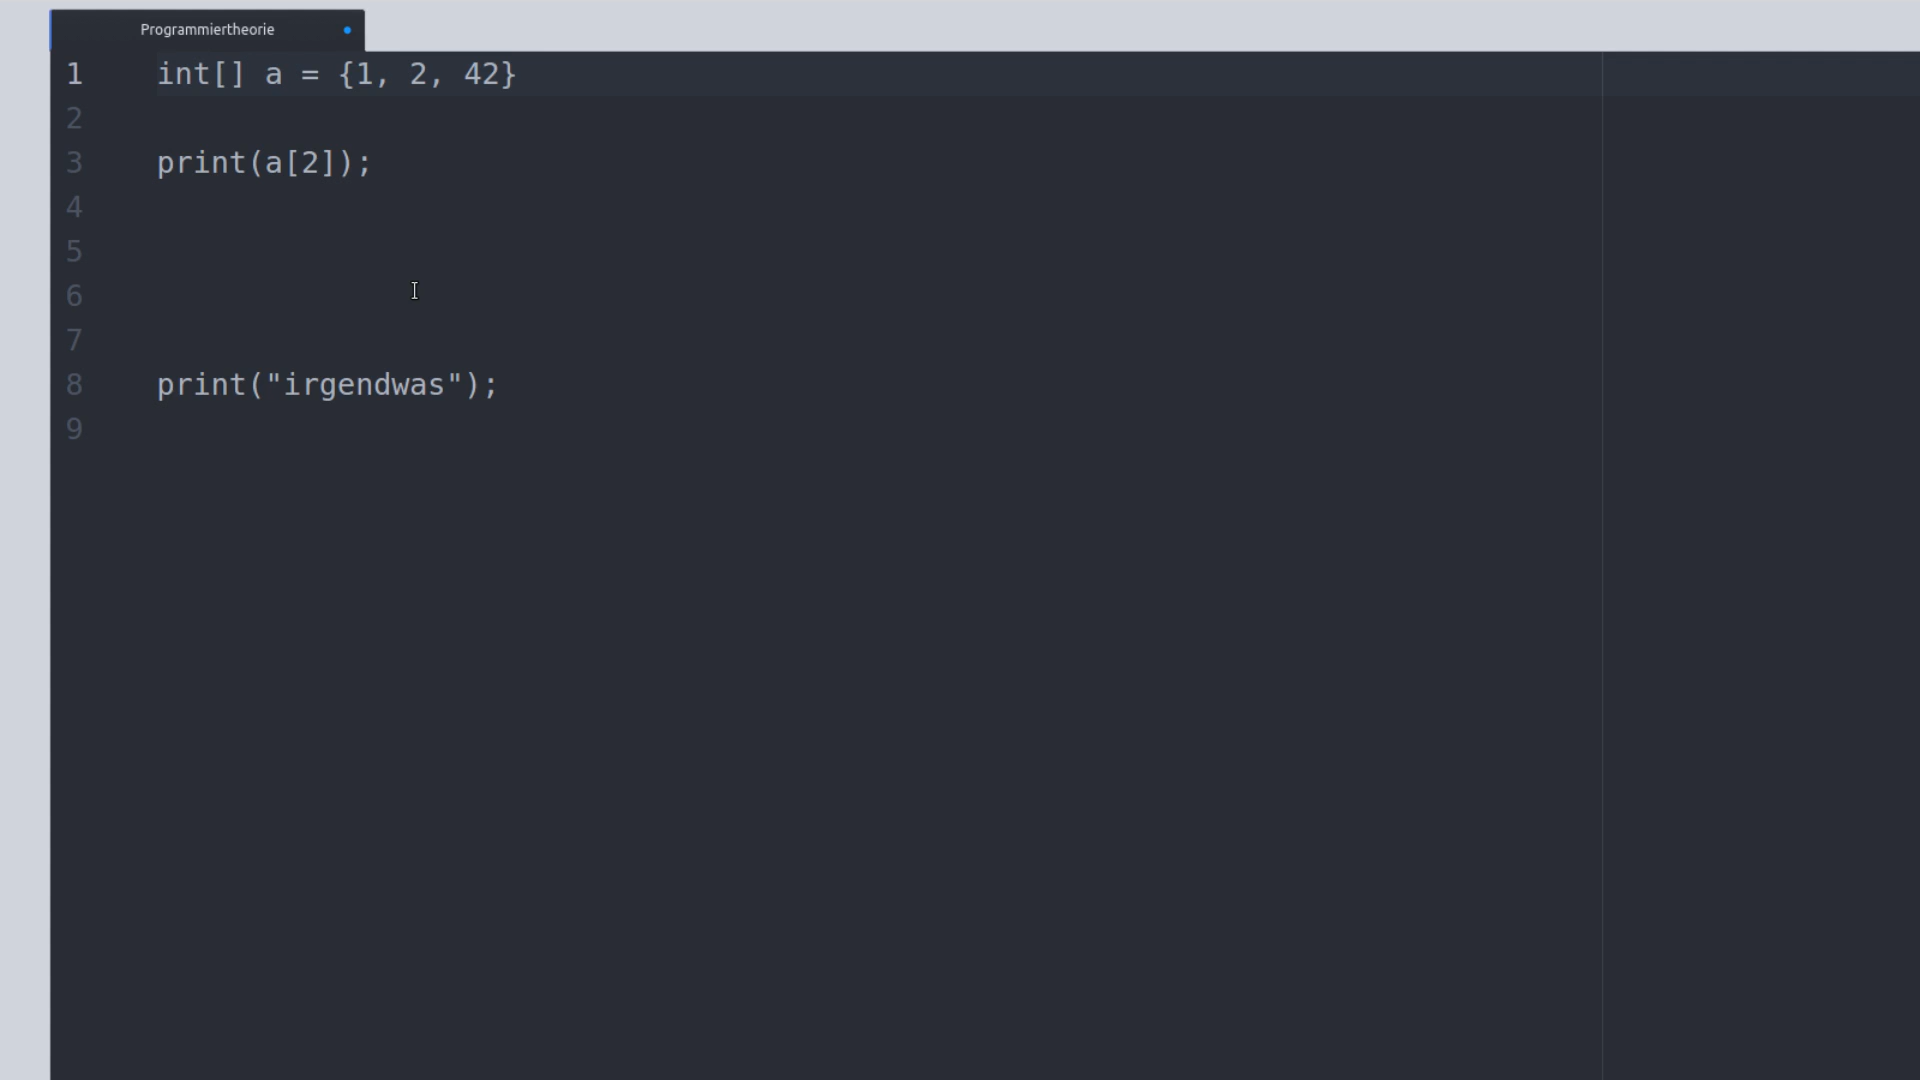 Programmiertheorie
1 int[] a = {1, 2, 42}
2
3 print(a[2]);
4
5
6
7
8 print("irgendwas");
9